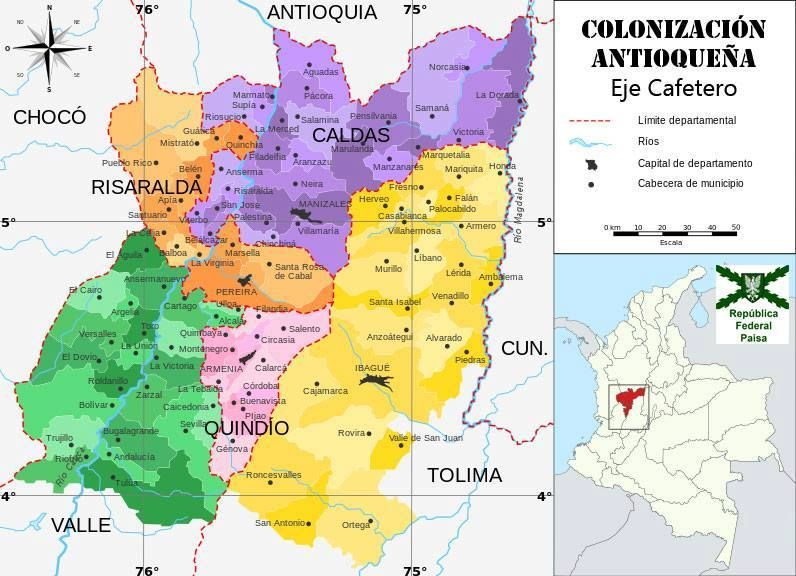 COLONIZACIÓN
ANTIOQUEÑA
Eje Cafetero
Límite departamental
Ríos
Capital de departamento
Cabecera de municipio
0 km 10 20 30 40 50
Escala
República
Federal
Paisa
76°
75°
N
NO
NE
O
E
SO
SE
S
ANTIOQUIA
CHOCÓ
CALDAS
RISARALDA
QUINDÍO
TOLIMA
VALLE
CUN.
5°
5°
4°
4°
76°
75°
Río Magdalena
Aguadas
Norcasia
Pácora
Marmato
Supía
La Dorada
Riosucio
Salamina
Samaná
Pensilvania
La Merced
Guática
Victoria
Mistrató
Quinchía
Filadelfia
Marulanda
Aranzazu
Marquetalia
Manzanares
Pueblo Rico
Belén
Anserma
Mariquita
Honda
Neira
Risaralda
Fresno
Apía
San José
MANIZALES
Herveo
Falán
Palocabildo
Santuario
Viterbo
Palestina
Casabianca
Villamaría
Villahermosa
Armero
La Celia
Belalcázar
Chinchiná
El Águila
Balboa
Marsella
La Virginia
Santa Rosa
de Cabal
Murillo
Líbano
Lérida
Ambalema
Ansermanuevo
PEREIRA
El Cairo
Cartago
Ulloa
Filandia
Santa Isabel
Venadillo
Argelia
Alcalá
Toro
Quimbaya
Salento
Versalles
Circasia
Anzoátegui
Alvarado
La Unión
Montenegro
El Dovio
La Victoria
ARMENIA
Calarcá
IBAGUÉ
Piedras
Roldanillo
Zarzal
La Tebaida
Córdobal
Cajamarca
Bolívar
Caicedonia
Buenavista
Pijao
Sevilla
Bugalagrande
Trujillo
Rovira
Valle de San Juan
Génova
Andalucía
Tuluá
Roncesvalles
San Antonio
Ortega